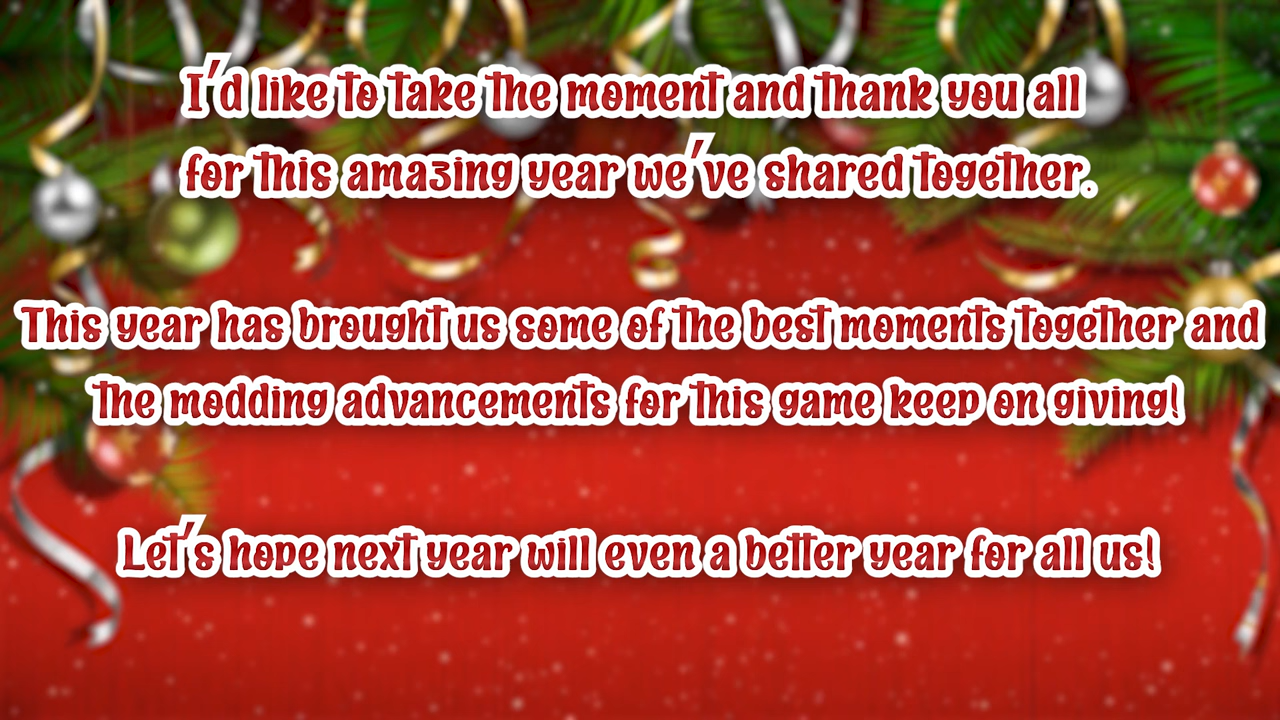 I'd like to take the moment and thank you all
for this amazing year we've shared together.
This year has brought us some of the best moments together and
the modding advancements for this game keep on giving!
Let's hope next year will even a better year for all us!